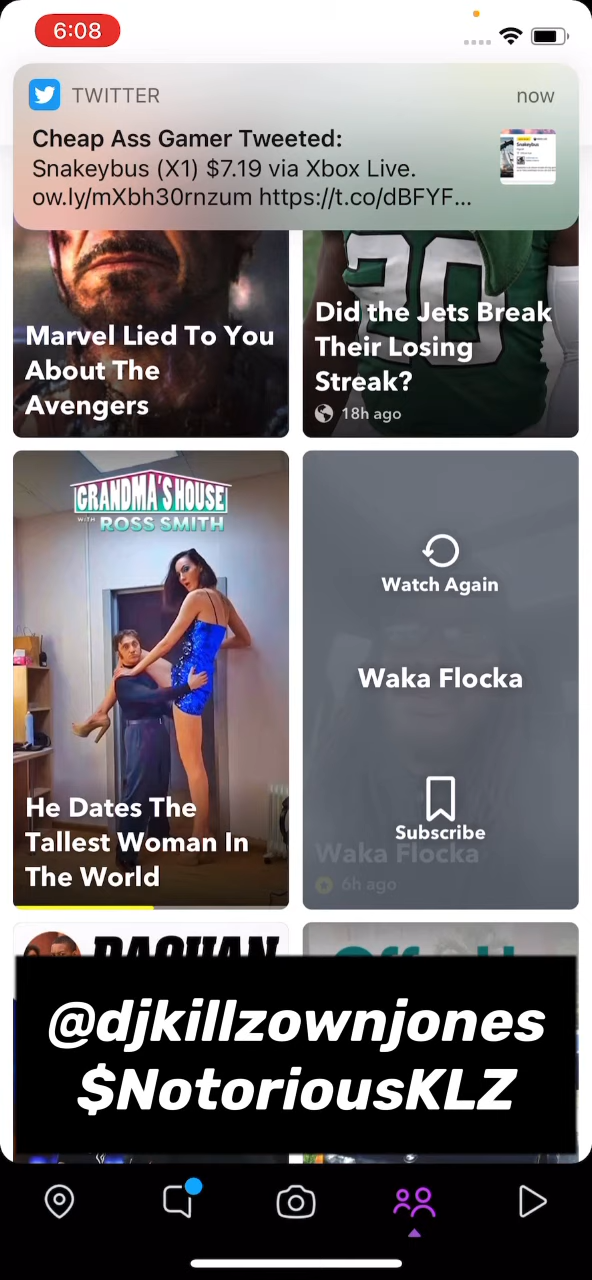 6:08
TWITTER
now
Cheap Ass Gamer Tweeted:
Snakeybus (X1) $7.19 via Xbox Live.
ow.ly/mXbh30rnzum https://t.co/dBFYF...
20
Marvel Lied To You
About The
Avengers
Did the Jets Break
Their Losing
Streak?
18h ago
GRANDMA'S HOUSE
WITH ROSS SMITH
He Dates The
Tallest Woman In
The World
Watch Again
Waka Flocka
Subscribe
Waka Flocka
6h ago
DAQUAN
@djkillzownjones
$NotoriousKLZ